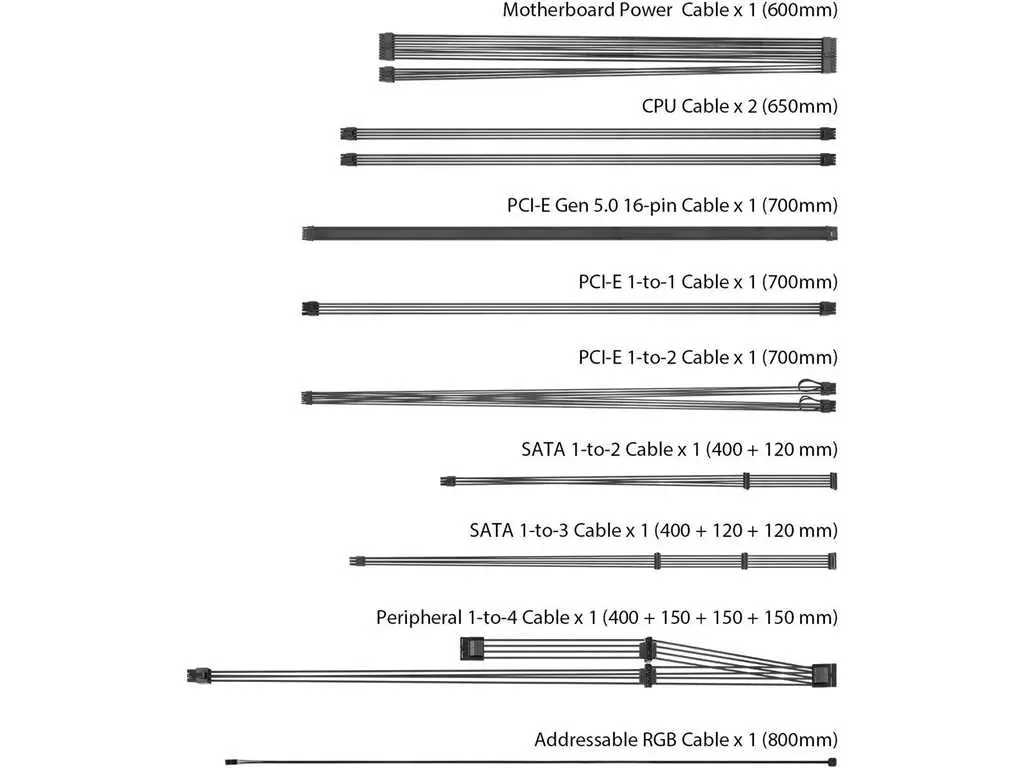 Motherboard Power Cable x 1 (600mm)
CPU Cable x 2 (650mm)
PCI-E Gen 5.0 16-pin Cable x 1 (700mm)
PCI-E 1-to-1 Cable x 1 (700mm)
PCI-E 1-to-2 Cable x 1 (700mm)
SATA 1-to-2 Cable x 1 (400 + 120 mm)
SATA 1-to-3 Cable x 1 (400 + 120 + 120 mm)
Peripheral 1-to-4 Cable x 1 (400 + 150 + 150 + 150 mm)
Addressable RGB Cable x 1 (800mm)